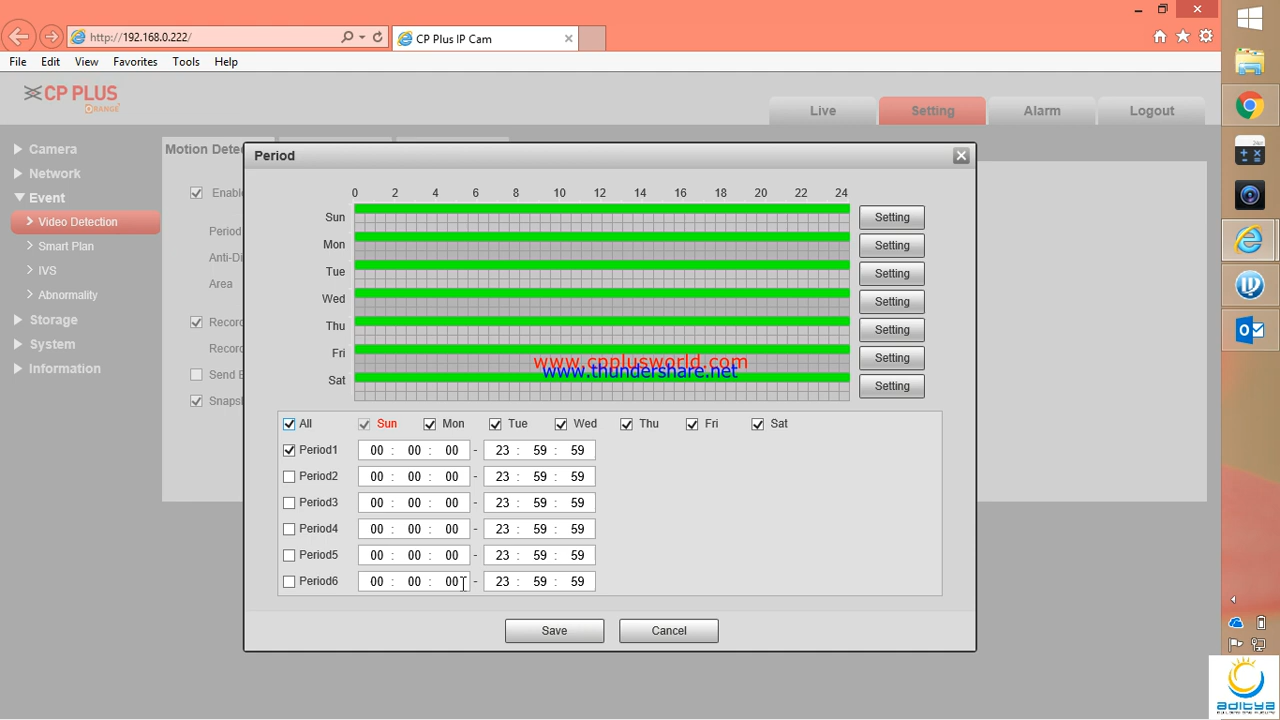 http://192.168.0.222/
CP Plus IP Cam
File Edit View Favorites Tools Help
CP PLUS
ORANGE
Live Setting Alarm Logout
Camera
Network
Event
Video Detection
Smart Plan
IVS
Abnormality
Storage
System
Information
Motion Dete
Enable
Period
Anti-Di
Area
Record
Record
Send E
Snaps
Period
0 2 4 6 8 10 12 14 16 18 20 22 24
Sun Setting
Mon Setting
Tue Setting
Wed Setting
Thu Setting
Fri Setting
Sat Setting
www.cpplusworld.com
www.thundershare.net
All Sun Mon Tue Wed Thu Fri Sat
Period1 00 : 00 : 00 - 23 : 59 : 59
Period2 00 : 00 : 00 - 23 : 59 : 59
Period3 00 : 00 : 00 - 23 : 59 : 59
Period4 00 : 00 : 00 - 23 : 59 : 59
Period5 00 : 00 : 00 - 23 : 59 : 59
Period6 00 : 00 : 00 - 23 : 59 : 59
Save Cancel
aditya